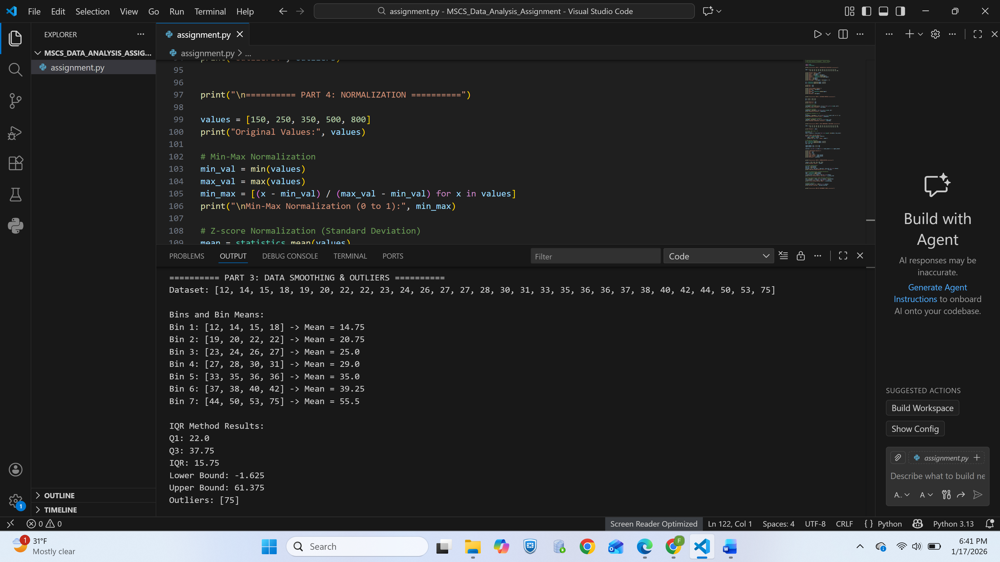 File Edit Selection View Go Run Terminal Help
assignment.py - MSCS_Data_Analysis_Assignment - Visual Studio Code
EXPLORER
MSCS_DATA_ANALYSIS_ASSIG...
assignment.py
OUTLINE
TIMELINE
assignment.py
assignment.py > ...
95
96
97 print("\n========== PART 4: NORMALIZATION ==========")
98
99 values = [150, 250, 350, 500, 800]
100 print("Original Values:", values)
101
102 # Min-Max Normalization
103 min_val = min(values)
104 max_val = max(values)
105 min_max = [(x - min_val) / (max_val - min_val) for x in values]
106 print("\nMin-Max Normalization (0 to 1):", min_max)
107
108 # Z-score Normalization (Standard Deviation)
109 mean = statistics.mean(values)
PROBLEMS OUTPUT DEBUG CONSOLE TERMINAL PORTS
Filter
Code
========== PART 3: DATA SMOOTHING & OUTLIERS ==========
Dataset: [12, 14, 15, 18, 19, 20, 22, 22, 23, 24, 26, 27, 27, 28, 30, 31, 33, 35, 36, 36, 37, 38, 40, 42, 44, 50, 53, 75]
Bins and Bin Means:
Bin 1: [12, 14, 15, 18] -> Mean = 14.75
Bin 2: [19, 20, 22, 22] -> Mean = 20.75
Bin 3: [23, 24, 26, 27] -> Mean = 25.0
Bin 4: [27, 28, 30, 31] -> Mean = 29.0
Bin 5: [33, 35, 36, 36] -> Mean = 35.0
Bin 6: [37, 38, 40, 42] -> Mean = 39.25
Bin 7: [44, 50, 53, 75] -> Mean = 55.5
IQR Method Results:
Q1: 22.0
Q3: 37.75
IQR: 15.75
Lower Bound: -1.625
Upper Bound: 61.375
Outliers: [75]
Build with
Agent
AI responses may be
inaccurate.
Generate Agent
Instructions to onboard
AI onto your codebase.
SUGGESTED ACTIONS
Build Workspace
Show Config
assignment.py
Describe what to build ne
A.. A
1
0 0
Screen Reader Optimized Ln 122, Col 1 Spaces: 4 UTF-8 CRLF { } Python Python 3.13
1
31°F
Mostly clear
Search
F
6:41 PM
1/17/2026